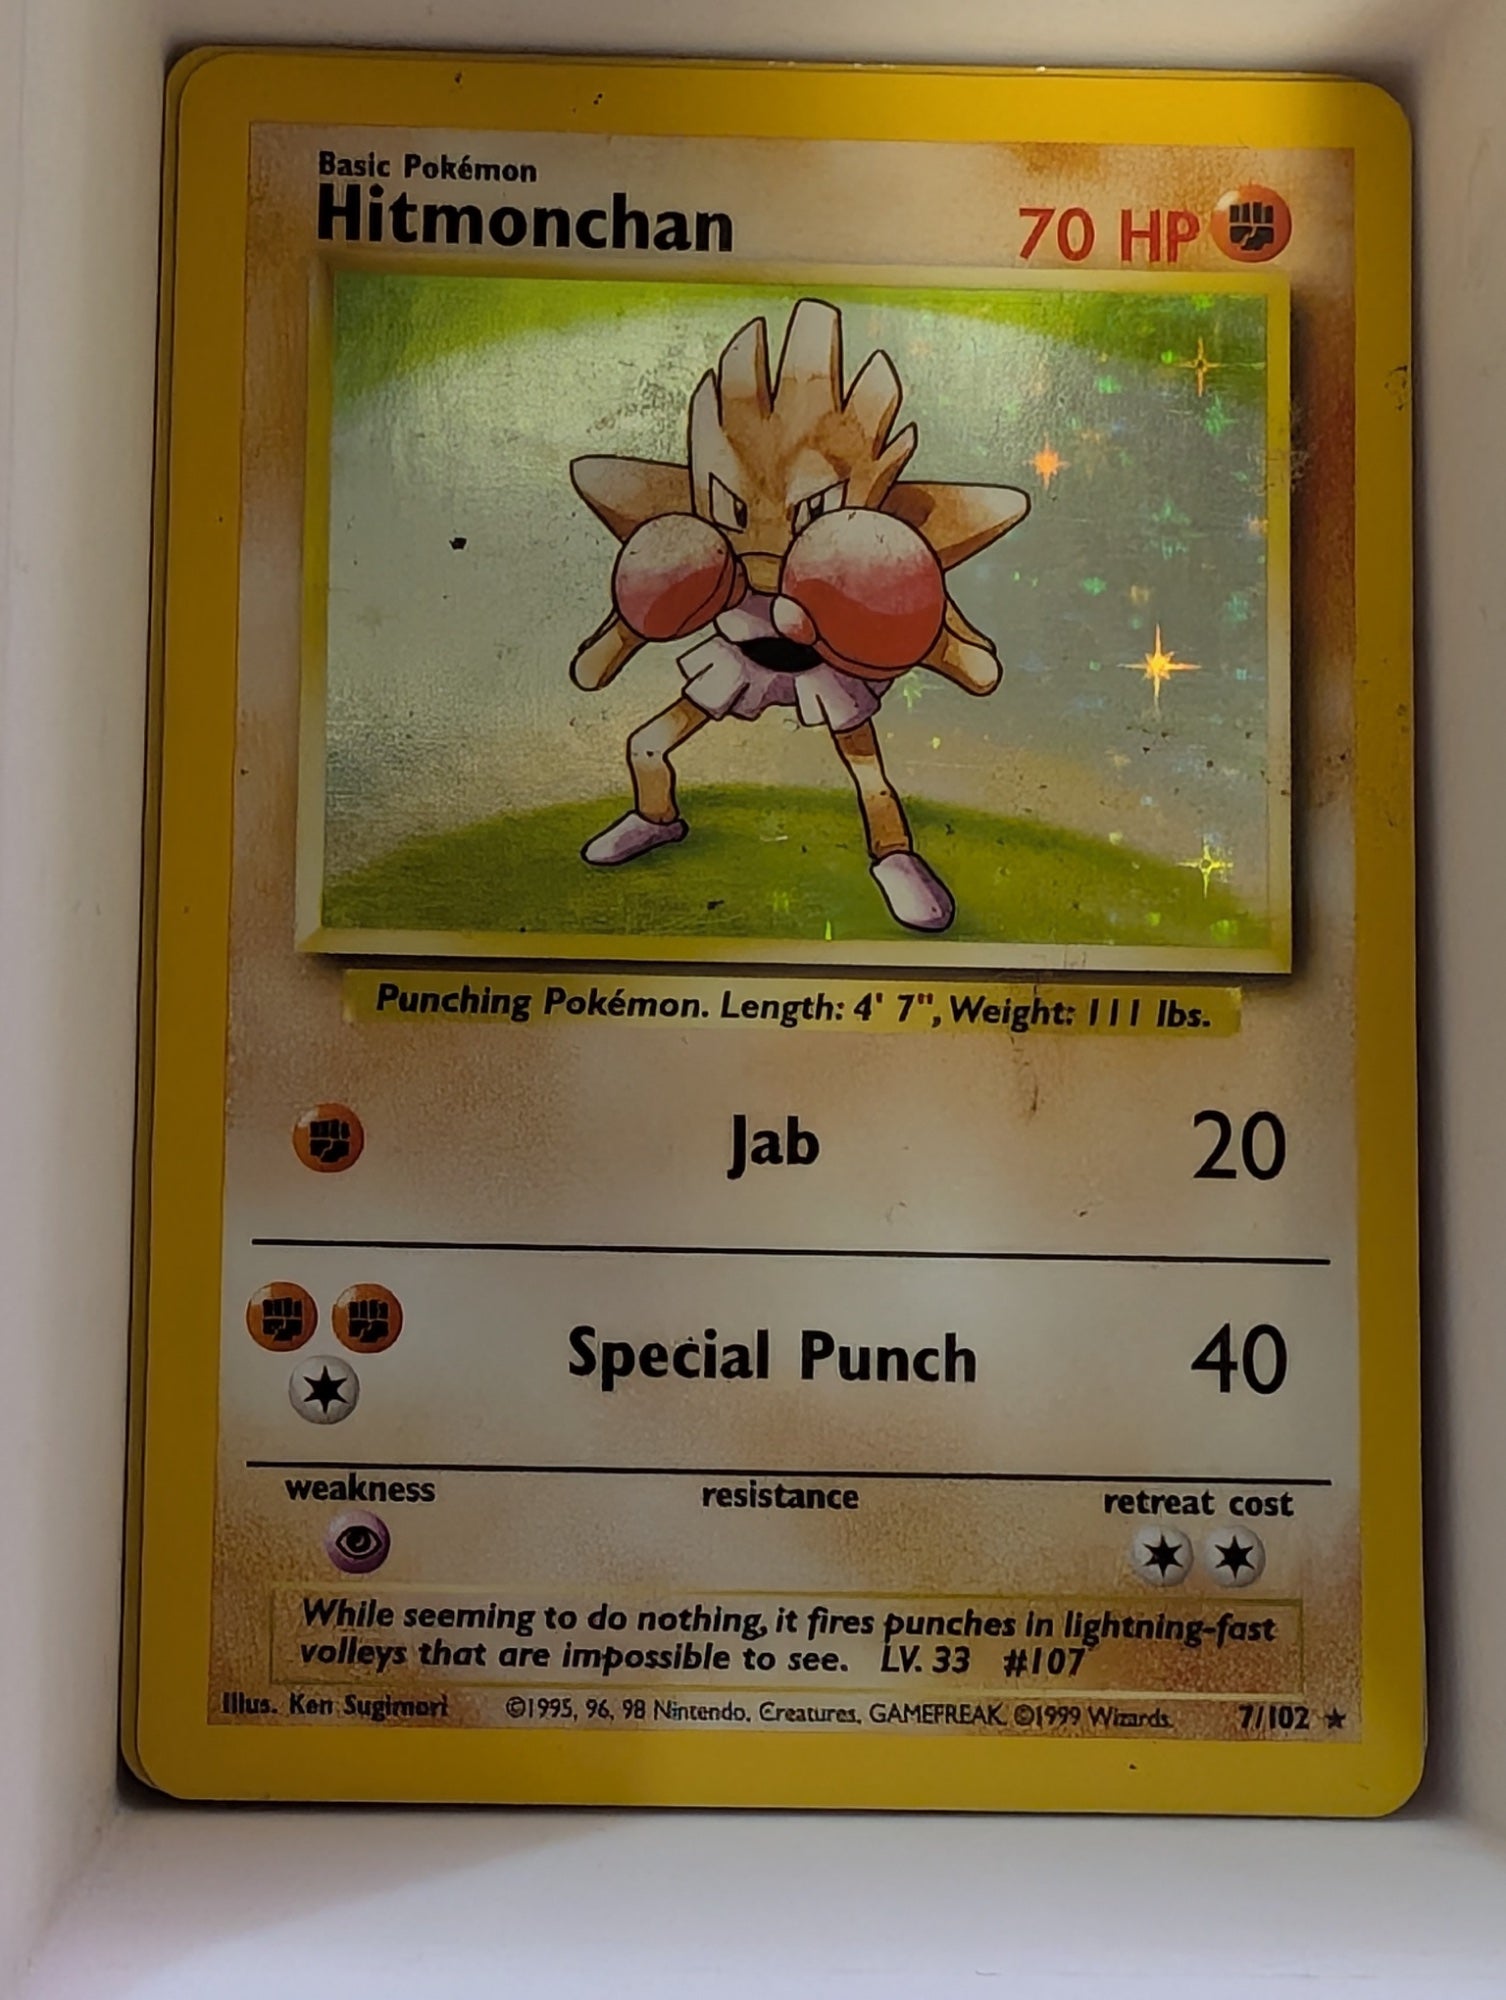 Basic Pokémon
Hitmonchan
70 HP
Punching Pokémon. Length: 4' 7", Weight: 111 lbs.
Jab 20
Special Punch 40
weakness resistance retreat cost
While seeming to do nothing, it fires punches in lightning-fast
volleys that are impossible to see. LV. 33 #107
Illus. Ken Sugimori ©1995, 96, 98 Nintendo, Creatures, GAMEFREAK. ©1999 Wizards. 7/102 ★